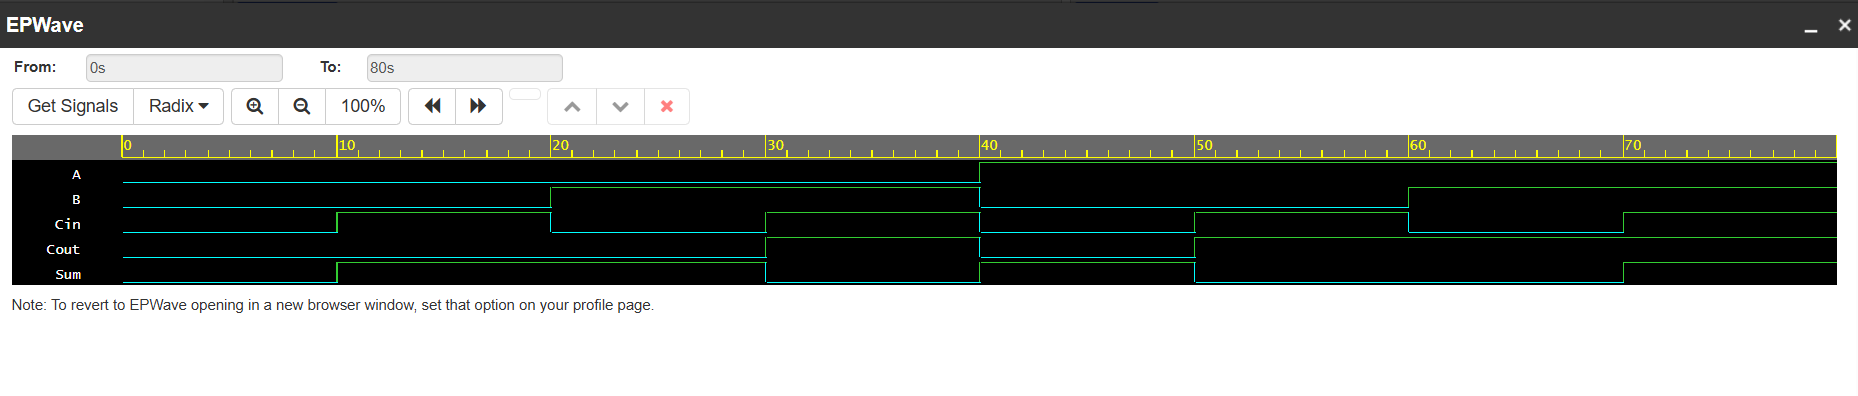 EPWave
From: 0s To: 80s
Get Signals Radix 100%
0 10 20 30 40 50 60 70
A
B
Cin
Cout
Sum
Note: To revert to EPWave opening in a new browser window, set that option on your profile page.